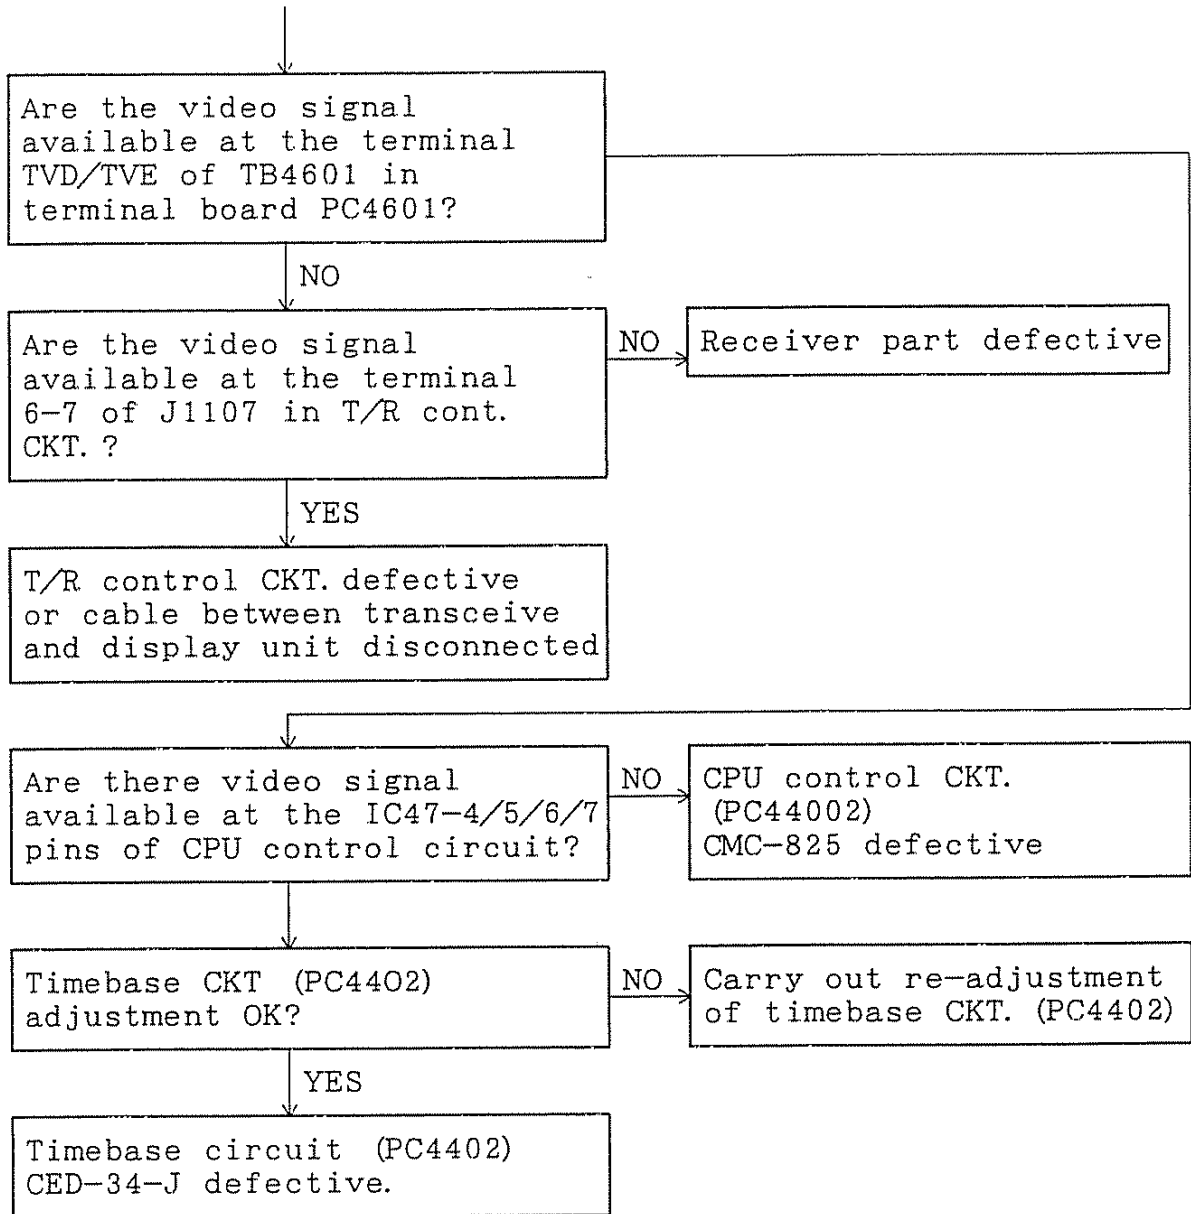 Are the video signal
available at the terminal
TVD/TVE of TB4601 in
terminal board PC4601?
NO
Are the video signal
available at the terminal
6-7 of J1107 in T/R cont.
CKT. ?
NO
Receiver part defective
YES
T/R control CKT. defective
or cable between transceive
and display unit disconnected
Are there video signal
available at the IC47-4/5/6/7
pins of CPU control circuit?
NO
CPU control CKT.
(PC44002)
CMC-825 defective
Timebase CKT (PC4402)
adjustment OK?
NO
Carry out re-adjustment
of timebase CKT. (PC4402)
YES
Timebase circuit (PC4402)
CED-34-J defective.